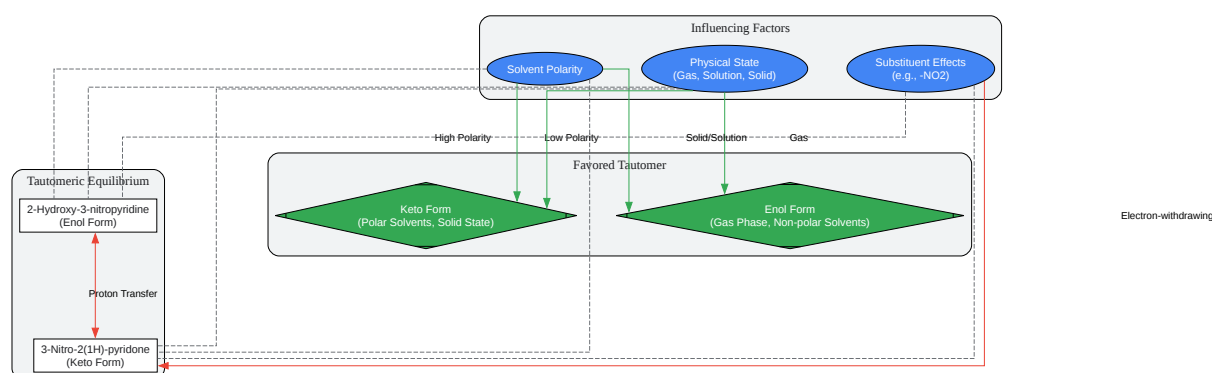 Influencing Factors
Solvent Polarity
Physical State
(Gas, Solution, Solid)
Substituent Effects
(e.g., -NO2)
High Polarity
Low Polarity
Solid/Solution
Gas
Favored Tautomer
Keto Form
(Polar Solvents, Solid State)
Enol Form
(Gas Phase, Non-polar Solvents)
Electron-withdrawing
Tautomeric Equilibrium
2-Hydroxy-3-nitropyridine
(Enol Form)
Proton Transfer
3-Nitro-2(1H)-pyridone
(Keto Form)